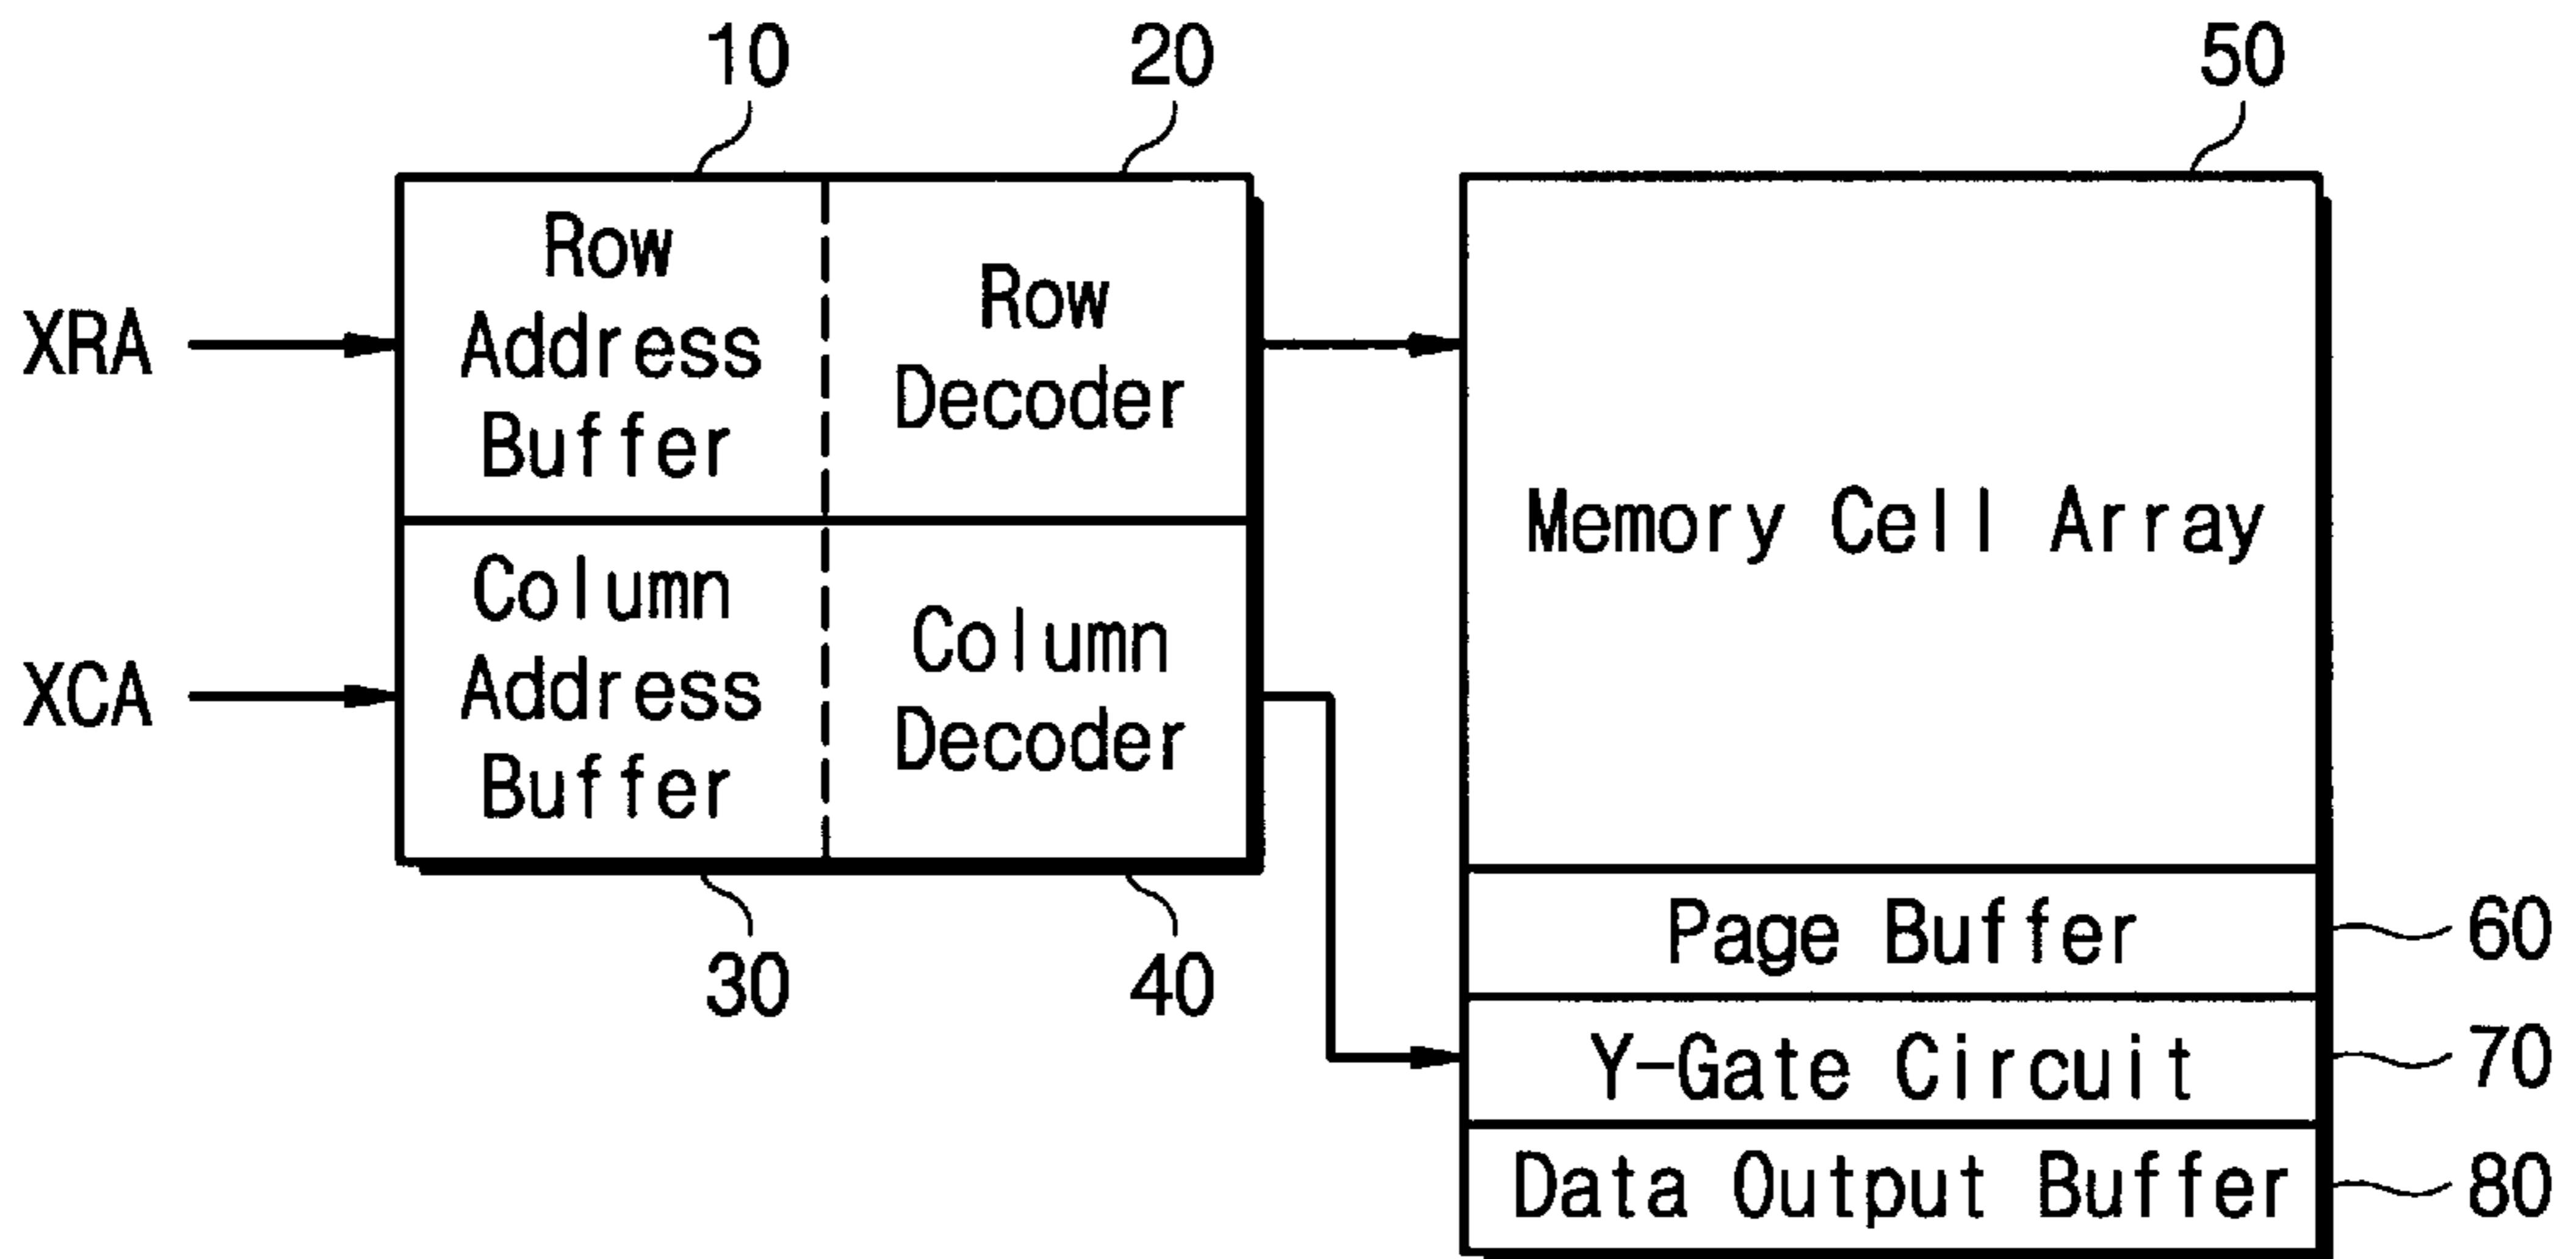 10
20
50
XRA
Row
Address
Buffer
Row
Decoder
Memory Cell Array
XCA
Column
Address
Buffer
Column
Decoder
30
40
Page Buffer
60
Y-Gate Circuit
70
Data Output Buffer
80